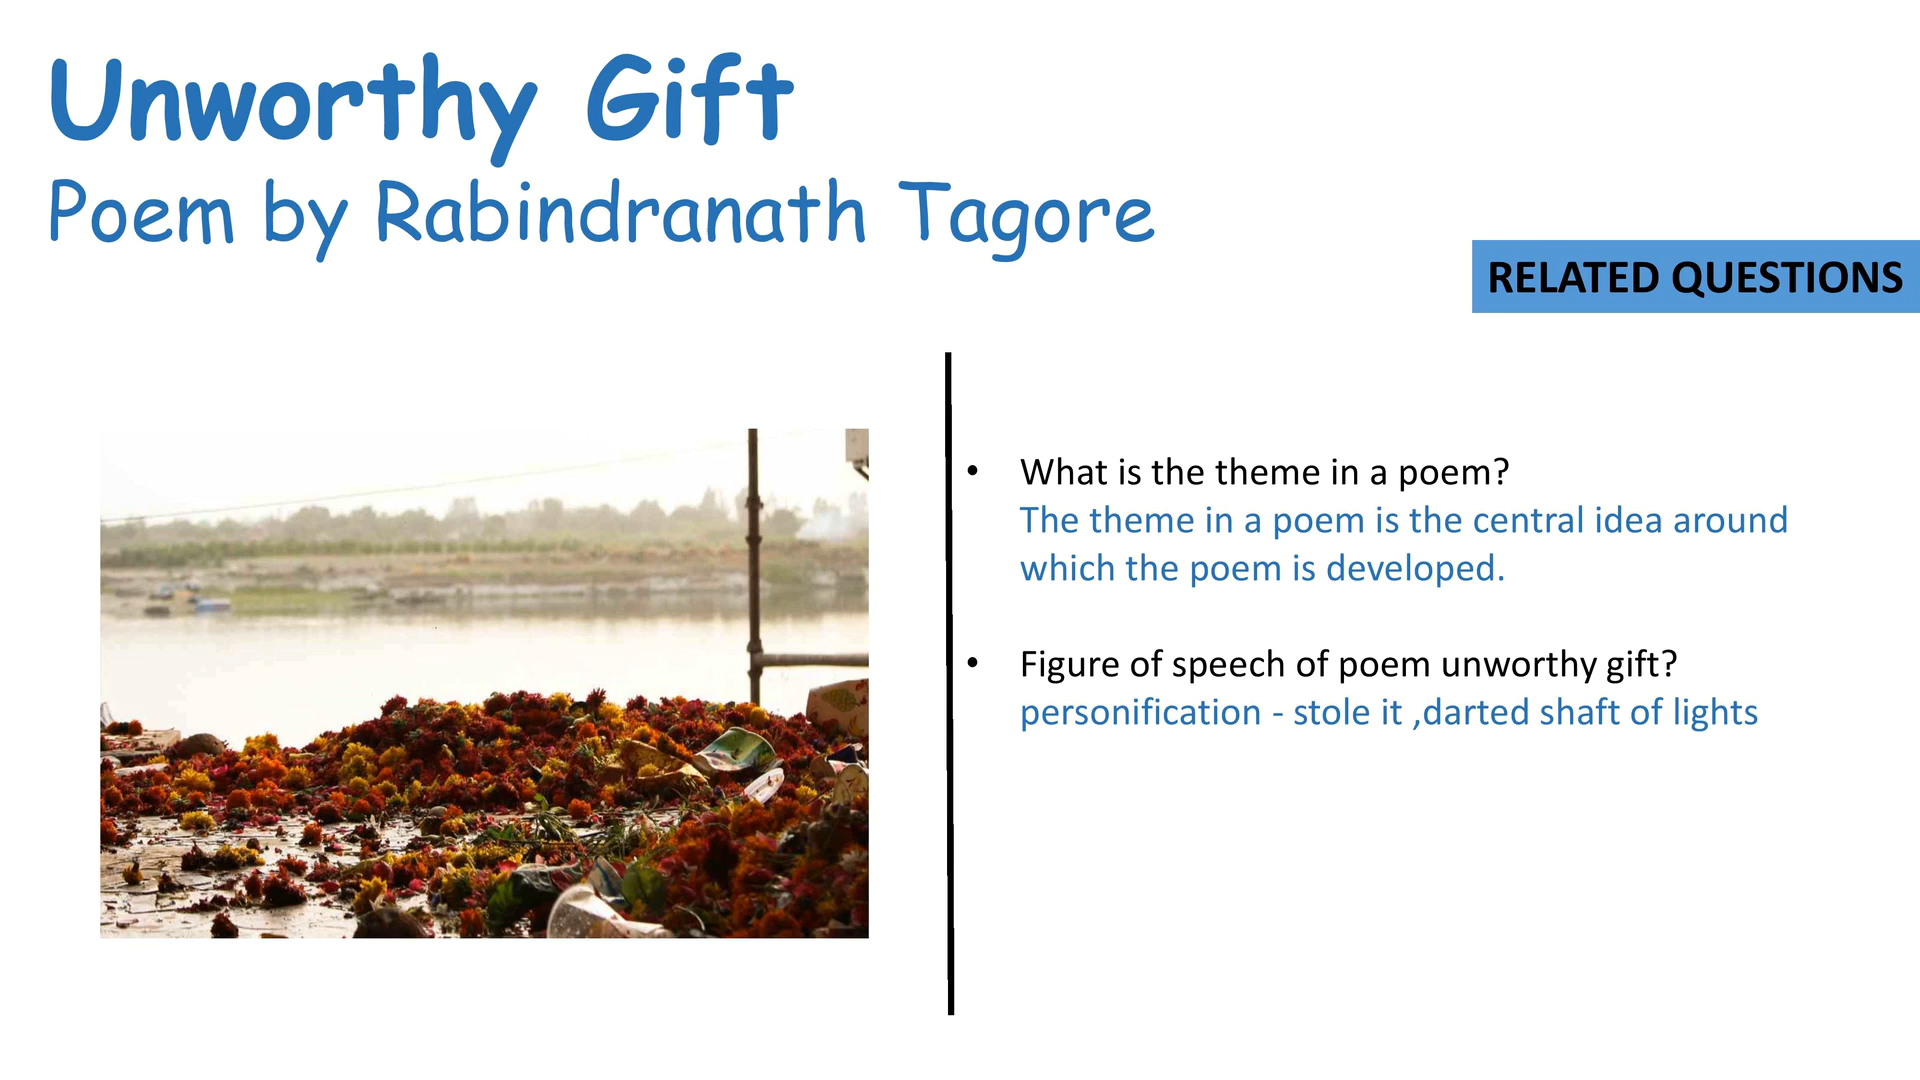 Unworthy Gift
Poem by Rabindranath Tagore
RELATED QUESTIONS
• What is the theme in a poem?
The theme in a poem is the central idea around
which the poem is developed.
• Figure of speech of poem unworthy gift?
personification - stole it ,darted shaft of lights